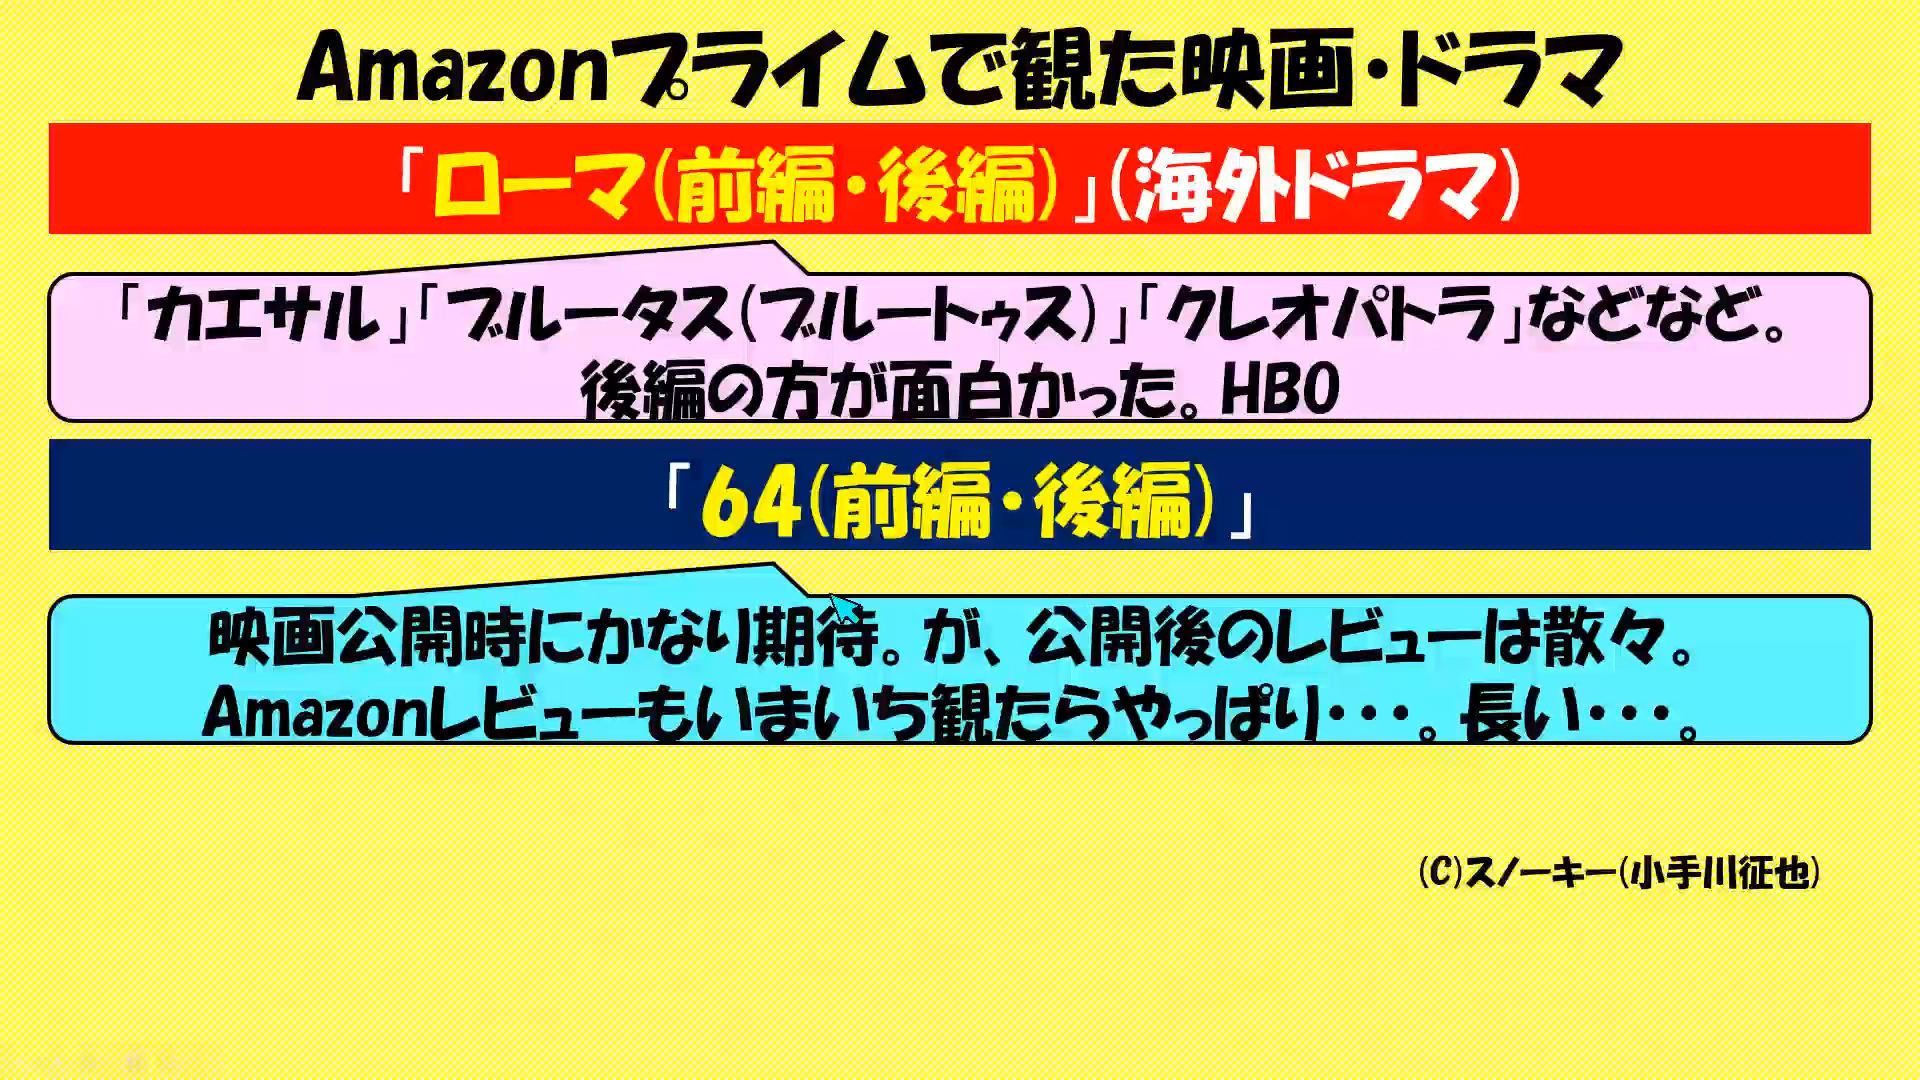 Amazonプライムで観た映画・ドラマ
「ローマ(前編・後編)」(海外ドラマ)
「カエサル」「ブルータス(ブルートゥス)」「クレオパトラ」などなど。
後編の方が面白かった。HBO
「64(前編・後編)」
映画公開時にかなり期待。が、公開後のレビューは散々。
Amazonレビューもいまいち観たらやっぱり・・・。長い・・・。
(C)スノーキー(小手川征也)